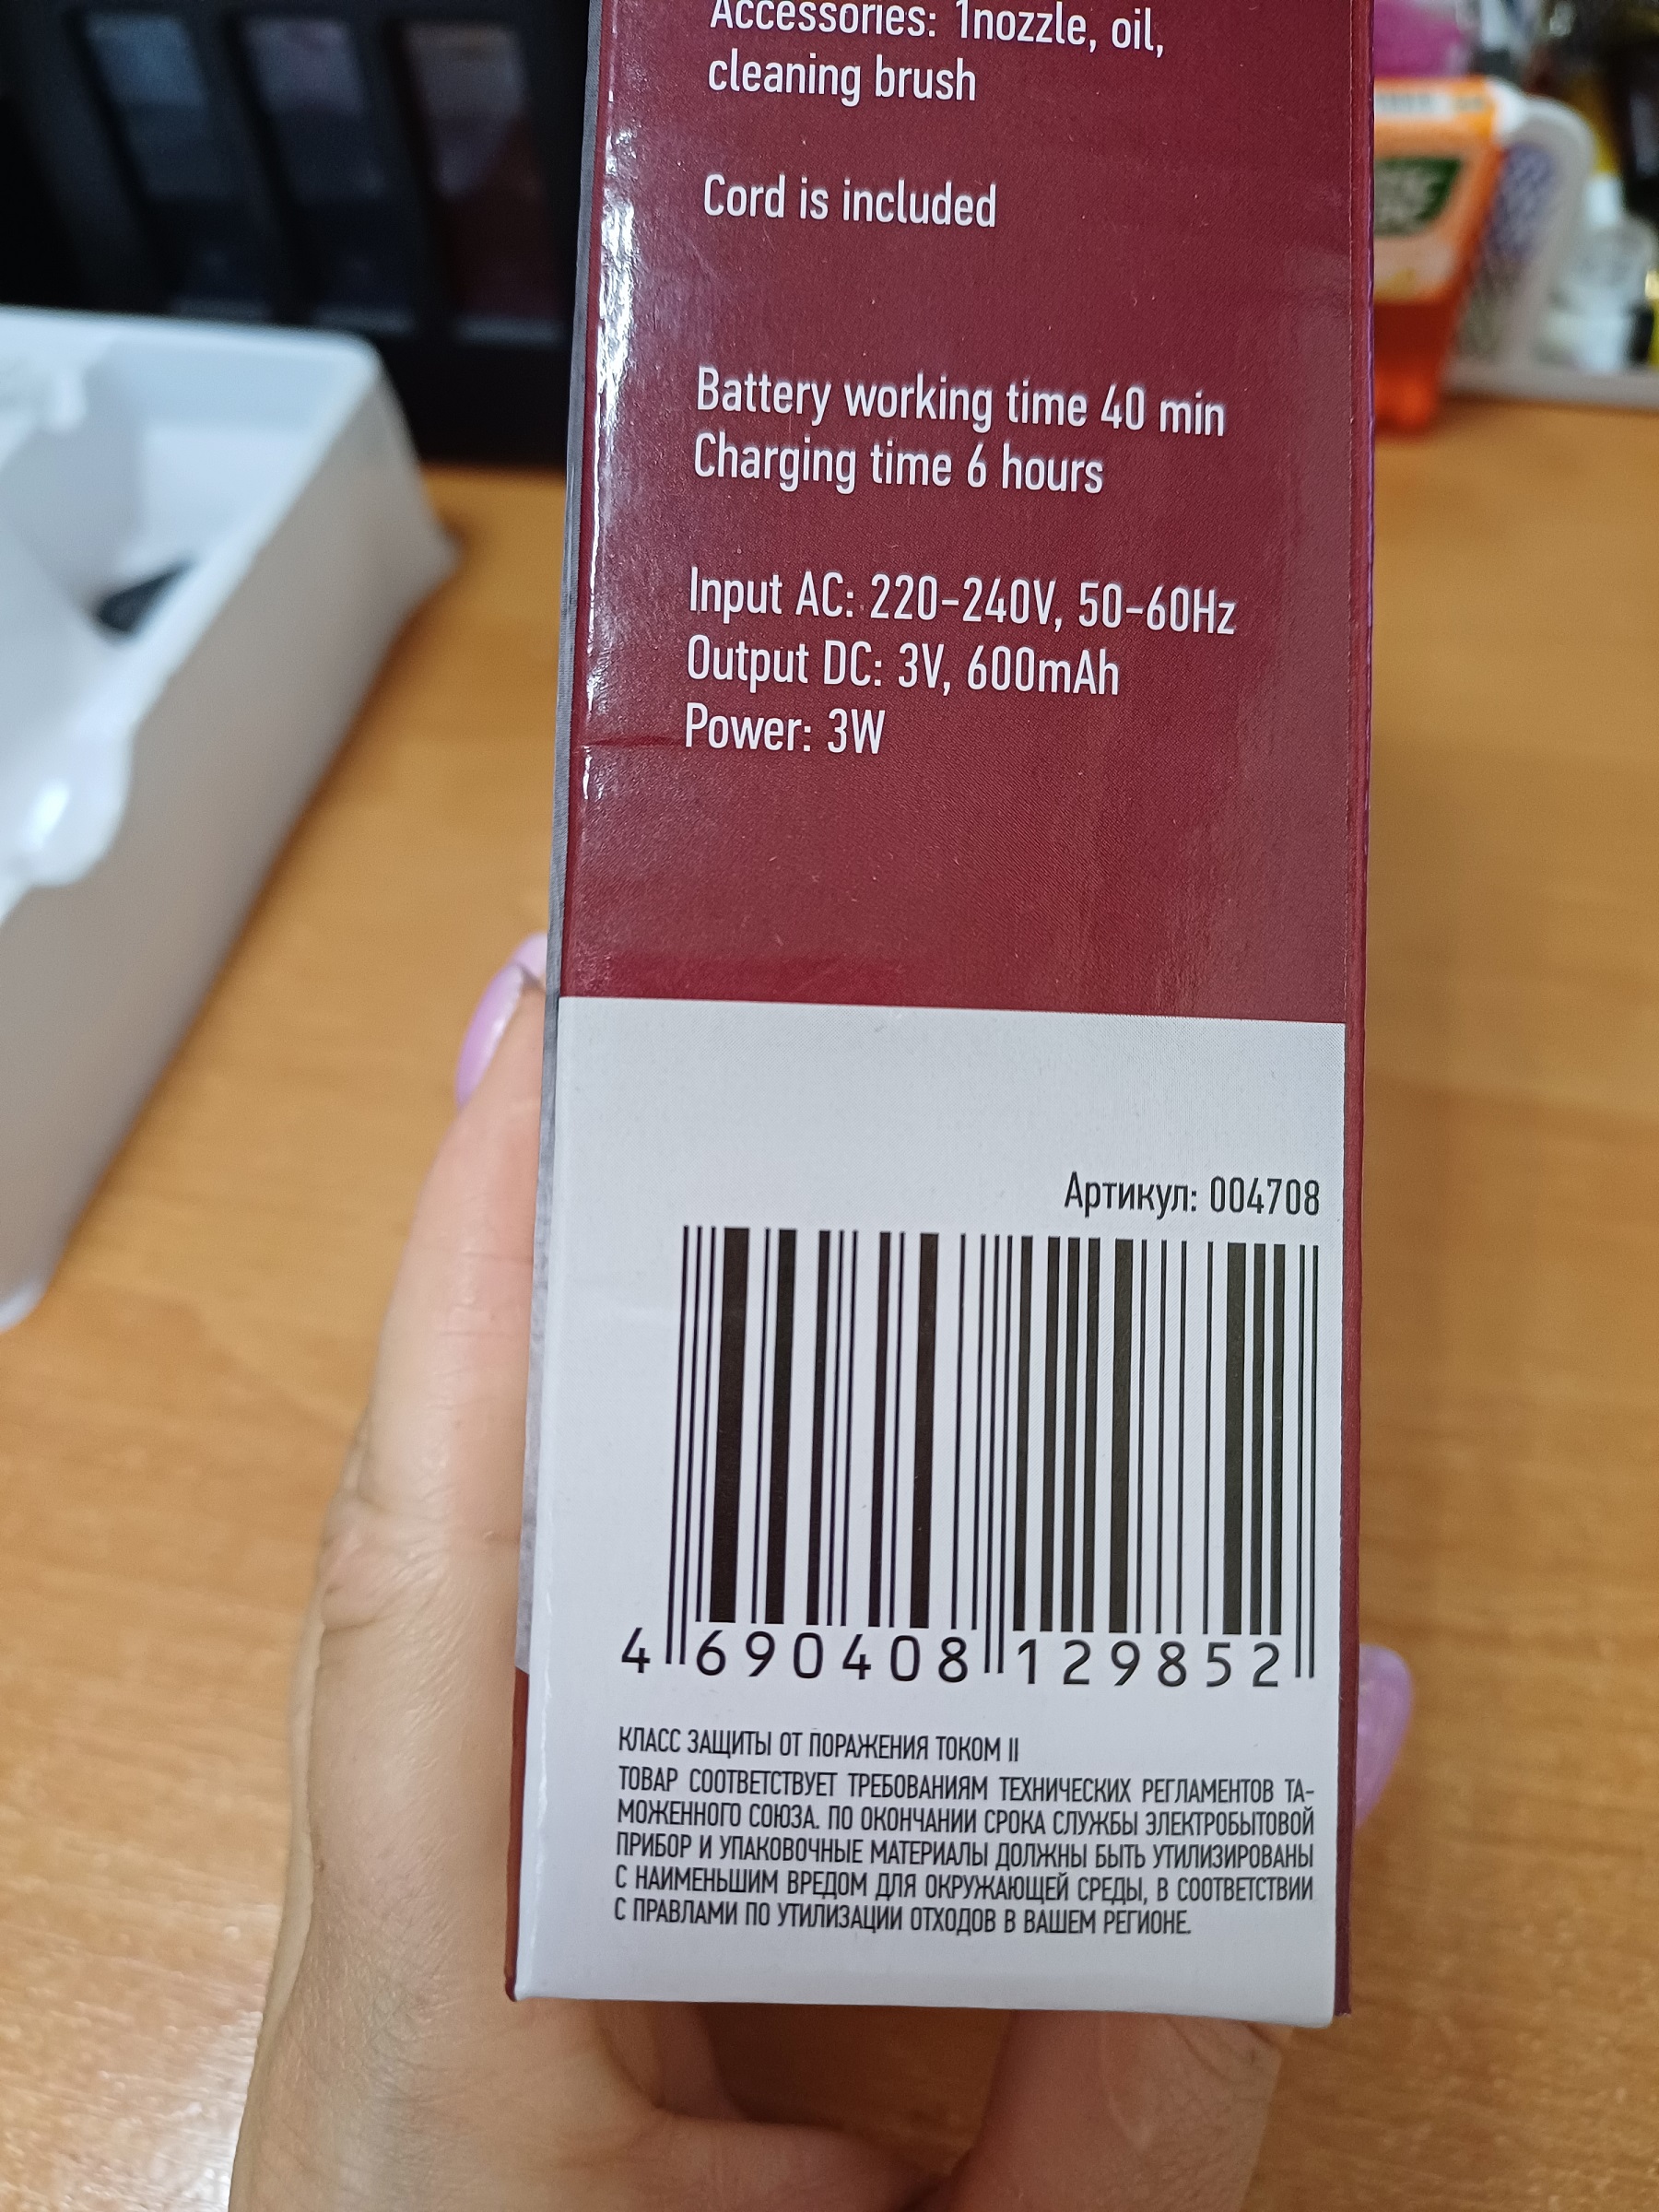 Accessories: 1nozzle, oil,
cleaning brush
Cord is included
Battery working time 40 min
Charging time 6 hours
Input AC: 220-240V, 50-60Hz
Output DC: 3V, 600mAh
Power: 3W
Артикул: 004708
4 690408 129852
КЛАСС ЗАЩИТЫ ОТ ПОРАЖЕНИЯ ТОКОМ II
ТОВАР СООТВЕТСТВУЕТ ТРЕБОВАНИЯМ ТЕХНИЧЕСКИХ РЕГЛАМЕНТОВ ТА-
МОЖЕННОГО СОЮЗА. ПО ОКОНЧАНИИ СРОКА СЛУЖБЫ ЭЛЕКТРОБЫТОВОЙ
ПРИБОР И УПАКОВОЧНЫЕ МАТЕРИАЛЫ ДОЛЖНЫ БЫТЬ УТИЛИЗИРОВАНЫ
С НАИМЕНЬШИМ ВРЕДОМ ДЛЯ ОКРУЖАЮЩЕЙ СРЕДЫ, В СООТВЕТСТВИИ
С ПРАВЛАМИ ПО УТИЛИЗАЦИИ ОТХОДОВ В ВАШЕМ РЕГИОНЕ.